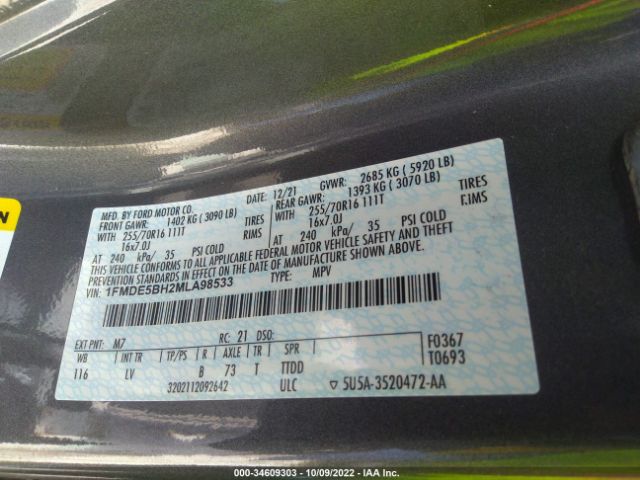 N
MFD. BY FORD MOTOR CO.
DATE: 12/21 GVWR: 2685 KG ( 5920 LB)
FRONT GAWR: 1402 KG ( 3090 LB)
REAR GAWR: 1393 KG ( 3070 LB)
WITH 255/70R16 111T TIRES
WITH 255/70R16 111T TIRES
16x7.0J RIMS
16x7.0J RIMS
AT 240 kPa/ 35 PSI COLD
AT 240 kPa/ 35 PSI COLD
THIS VEHICLE CONFORMS TO ALL APPLICABLE FEDERAL MOTOR VEHICLE SAFETY AND THEFT
PREVENTION STANDARDS IN EFFECT ON THE DATE OF MANUFACTURE SHOWN ABOVE.
VIN: 1FMDE5BH2MLA98533
TYPE: MPV
EXT PNT: M7 RC: 21 DSO: F0367
WB INT TR TP/PS R AXLE TR SPR T0693
116 LV B 73 T TTDD
3202112092642 ULC ▽ 5U5A-3520472-AA
000-34609303 - 10/09/2022 - IAA Inc.